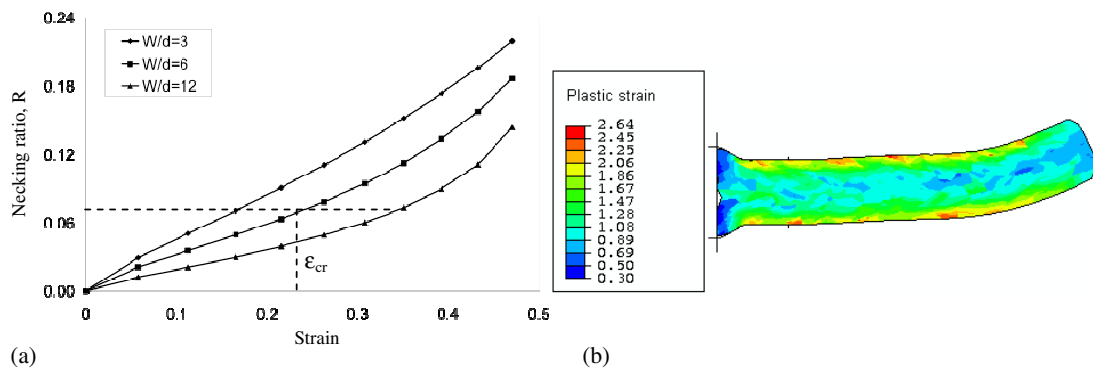 0.24
0.18
0.12
0.06
0.00
Necking ratio, R
W/d=3
W/d=6
W/d=12
εcr
0
0.1
0.2
0.3
0.4
0.5
Strain
(a)
Plastic strain
2.64
2.45
2.25
2.06
1.86
1.67
1.47
1.28
1.08
0.89
0.69
0.50
0.30
(b)